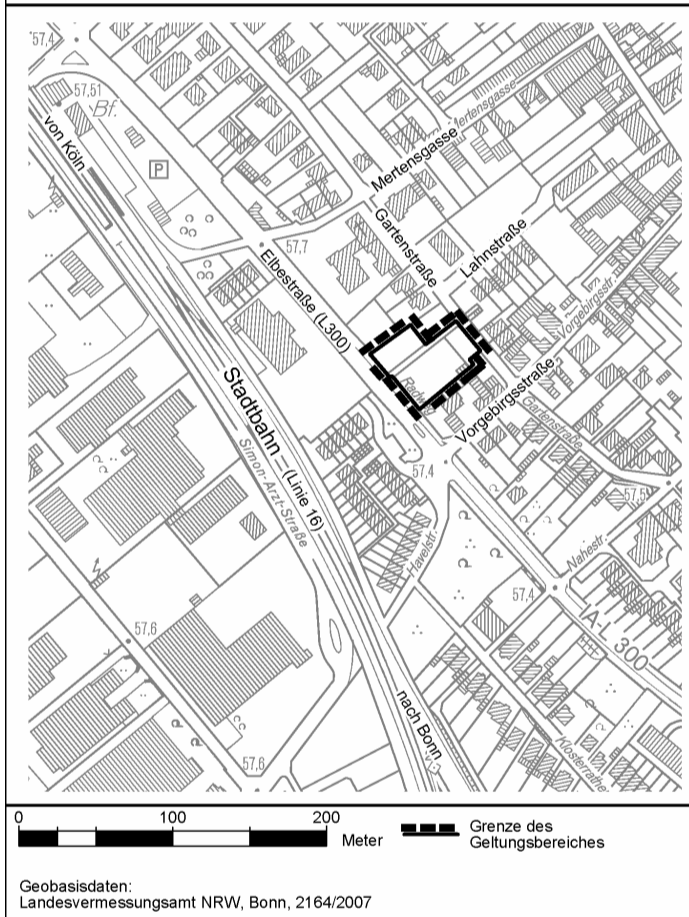 57,4
57,51
Bf.
von Köln
P
Mertensgasse
Mertensgasse
Gartenstraße
57,7
Lahnstraße
Elbestraße (L300)
Vorgebirgsstr.
Vorgebirgsstraße
Stadtbahn
(Linie 16)
Simon-Arzt-Straße
Gartenstraße
57,4
57,5
Havelstr.
Nahestr.
57,4
A-L 300
57,6
nach Bonn
57,6
0 100 200
Meter
Grenze des
Geltungsbereiches
Geobasisdaten:
Landesvermessungsamt NRW, Bonn, 2164/2007